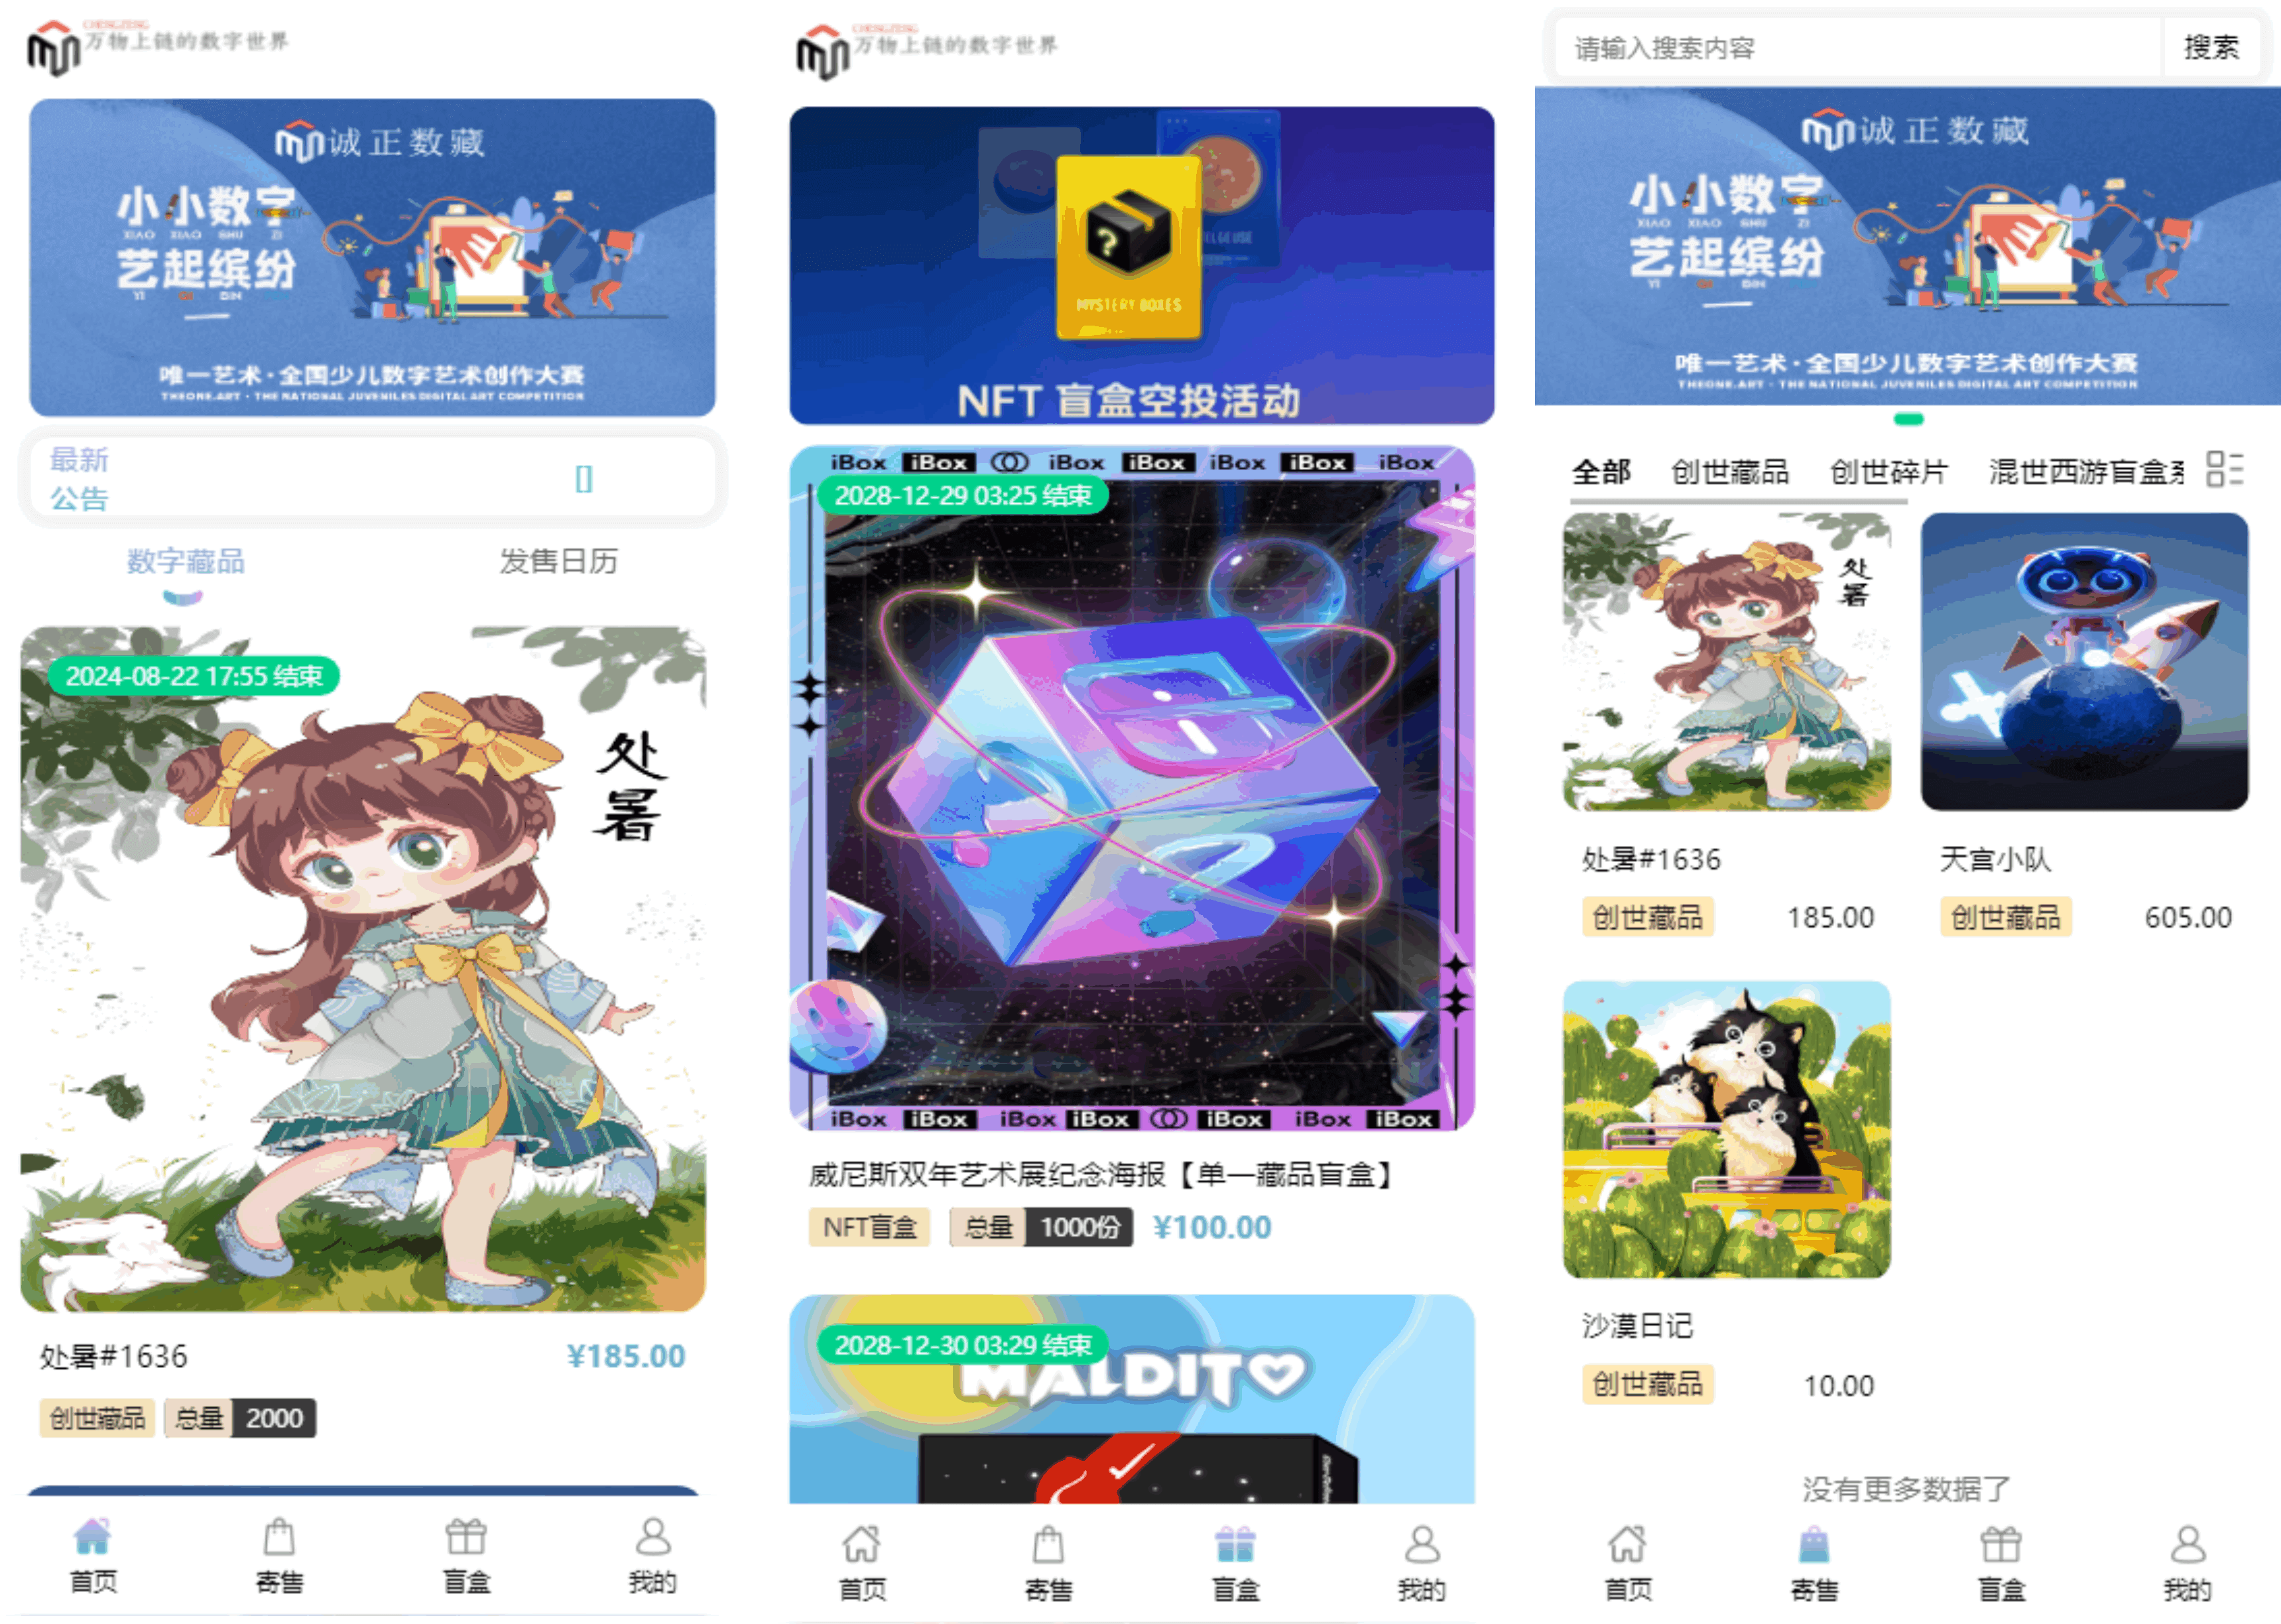 万物上链的数字世界
诚正数藏
小小数字
XIAO XIAO SHU ZI
艺起缤纷
YI QI BIN
唯一艺术·全国少儿数字艺术创作大赛
THEONE.ART · THE NATIONAL JUVENILES DIGITAL ART COMPETITION
最新
公告
[]
数字藏品
发售日历
2024-08-22 17:55 结束
处暑
处暑#1636
¥185.00
创世藏品
总量 2000
首页
寄售
盲盒
我的
万物上链的数字世界
MYSTERY BOXES
NFT 盲盒空投活动
iBox iBox iBox iBox iBox iBox iBox
2028-12-29 03:25 结束
iBox iBox iBox iBox iBox iBox iBox
威尼斯双年艺术展纪念海报【单一藏品盲盒】
NFT盲盒
总量 1000份
¥100.00
2028-12-30 03:29 结束
MALDITO
首页
寄售
盲盒
我的
请输入搜索内容
搜索
诚正数藏
小小数字
XIAO XIAO SHU ZI
艺起缤纷
YI QI BIN
唯一艺术·全国少儿数字艺术创作大赛
THEONE.ART · THE NATIONAL JUVENILES DIGITAL ART COMPETITION
全部
创世藏品
创世碎片
混世西游盲盒系
处暑
处暑#1636
创世藏品
185.00
天宫小队
创世藏品
605.00
沙漠日记
创世藏品
10.00
没有更多数据了
首页
寄售
盲盒
我的